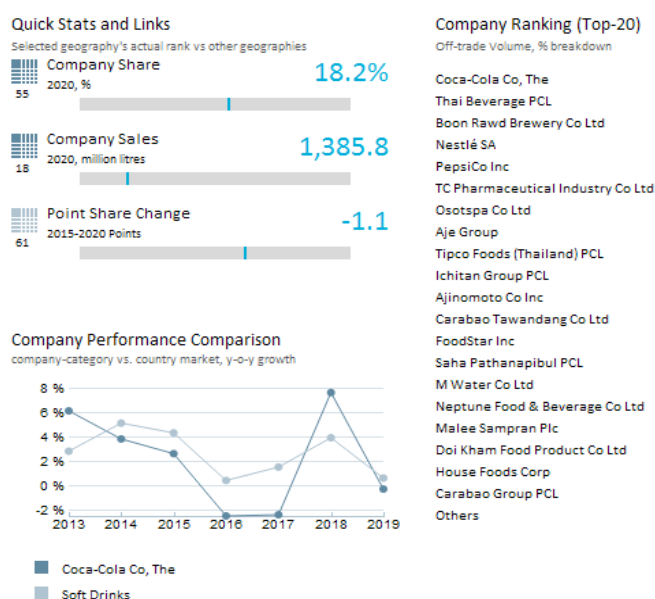 Quick Stats and Links
Selected geography's actual rank vs other geographies
Company Share
18.2%
2020, %
55
Company Sales
1,385.8
2020, million litres
18
Point Share Change
-1.1
2015-2020 Points
61
Company Performance Comparison
company-category vs. country market, y-o-y growth
8 %
6 %
4 %
2 %
0 %
-2 %
2013 2014 2015 2016 2017 2018 2019
Coca-Cola Co, The
Soft Drinks
Company Ranking (Top-20)
Off-trade Volume, % breakdown
Coca-Cola Co, The
Thai Beverage PCL
Boon Rawd Brewery Co Ltd
Nestlé SA
PepsiCo Inc
TC Pharmaceutical Industry Co Ltd
Osotspa Co Ltd
Aje Group
Tipco Foods (Thailand) PCL
Ichitan Group PCL
Ajinomoto Co Inc
Carabao Tawandang Co Ltd
FoodStar Inc
Saha Pathanapibul PCL
M Water Co Ltd
Neptune Food & Beverage Co Ltd
Malee Sampran Plc
Doi Kham Food Product Co Ltd
House Foods Corp
Carabao Group PCL
Others